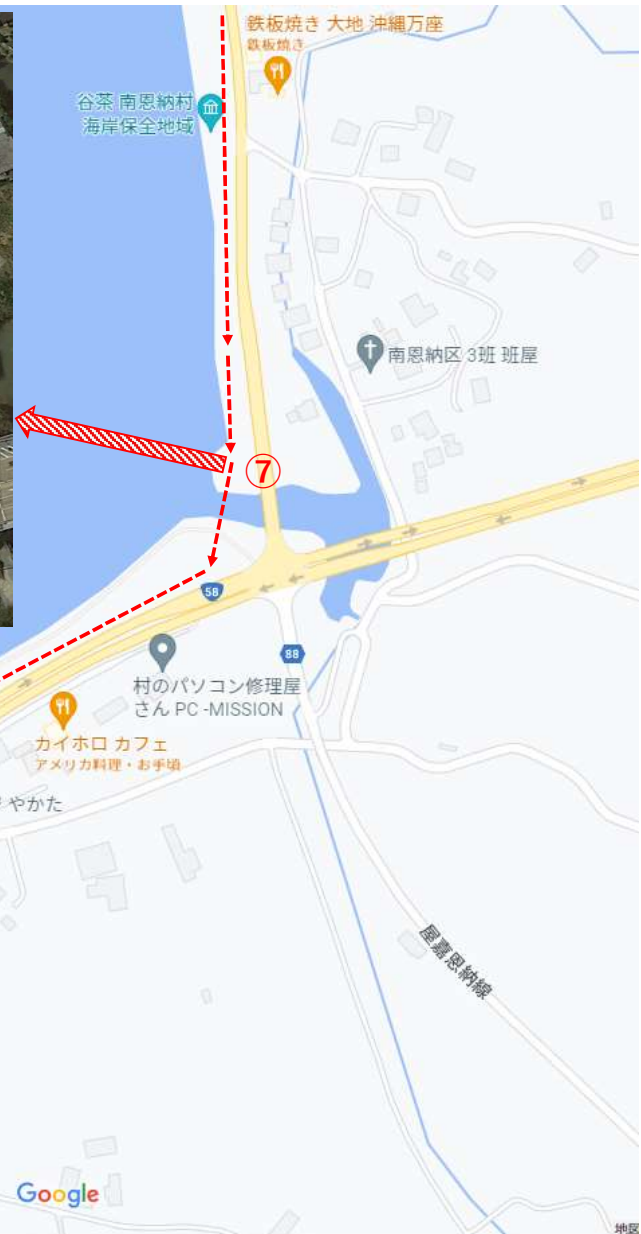 鉄板焼き 大地 沖縄万座
鉄板焼き
谷茶 南恩納村
海岸保全地域
南恩納区 3班 班屋
⑦
58
88
村のパソコン修理屋
さん PC -MISSION
カイホロ カフェ
アメリカ料理・お手頃
やかた
屋嘉恩納線
Google
地図